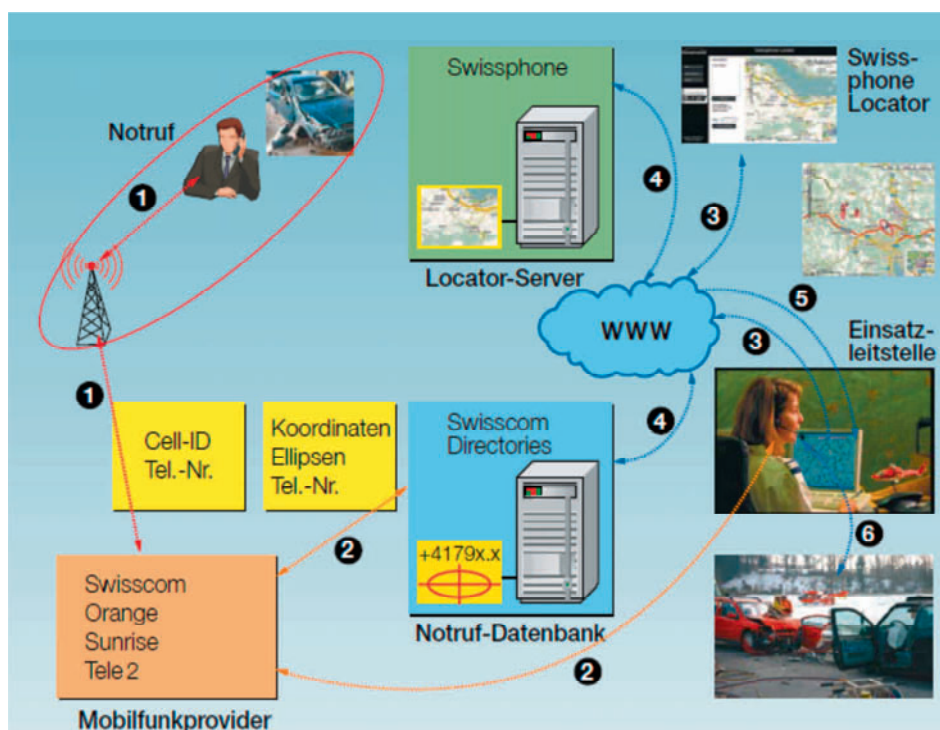 Notruf
1
1
Cell-ID
Tel.-Nr.
Koordinaten
Ellipsen
Tel.-Nr.
2
Swisscom
Orange
Sunrise
Tele 2
Mobilfunkprovider
Swissphone
Locator-Server
4
Swiss-
phone
Locator
3
WWW
5
3
Einsatz-
leitstelle
4
Swisscom
Directories
+4179x.x
Notruf-Datenbank
2
6